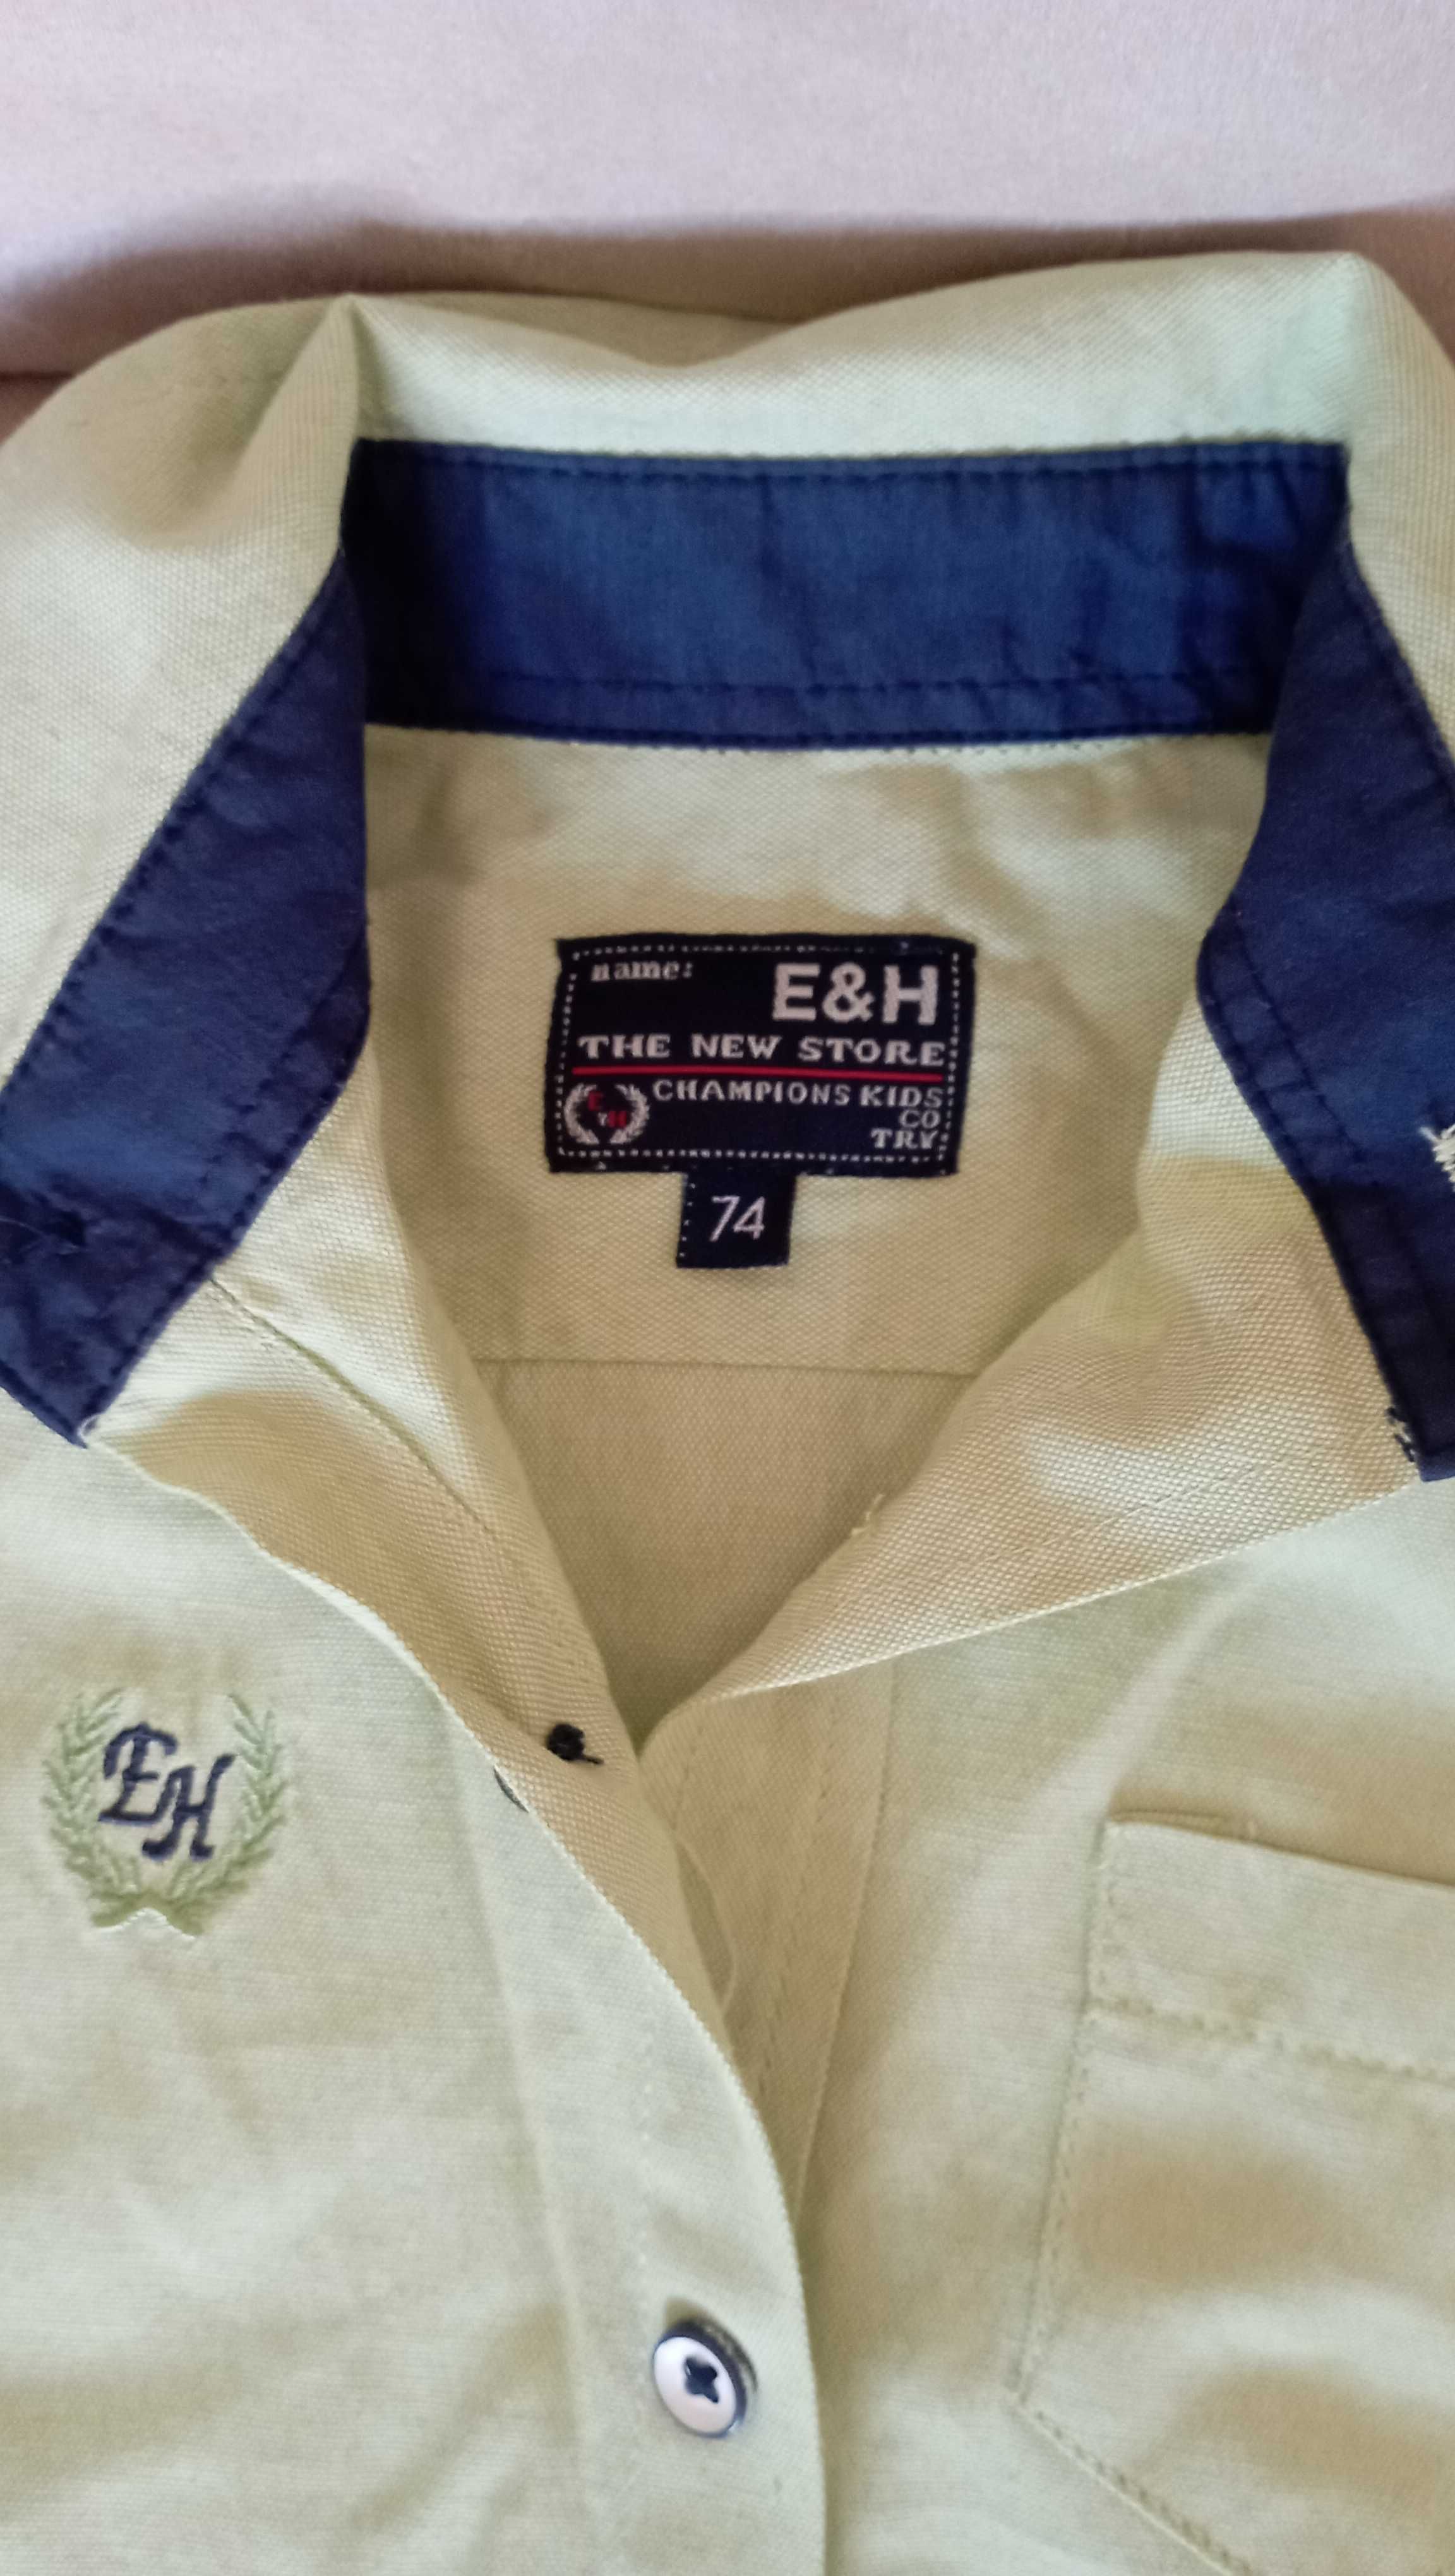 name: E&H
THE NEW STORE
CHAMPIONS KIDS
CO
TRY.
E H
74
EH